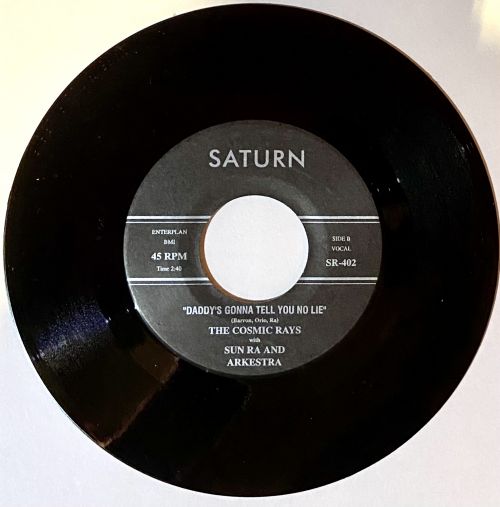 SATURN
ENTERPLAN
BMI
45 RPM
Time 2:40
SIDE B
VOCAL
SR-402
"DADDY'S GONNA TELL YOU NO LIE"
(Barron, Orio, Ra)
THE COSMIC RAYS
with
SUN RA AND
ARKESTRA